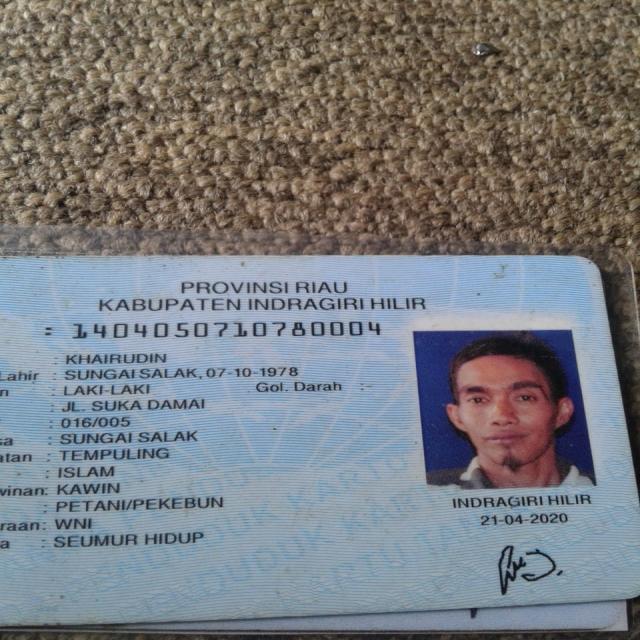 PROVINSI RIAU
KABUPATEN INDRAGIRI HILIR
: 1404050710780004
: KHAIRUDIN
Lahir : SUNGAI SALAK, 07-10-1978
n : LAKI-LAKI Gol. Darah :-
: JL. SUKA DAMAI
: 016/005
sa : SUNGAI SALAK
atan : TEMPULING
: ISLAM
winan: KAWIN
: PETANI/PEKEBUN
raan: WNI
a : SEUMUR HIDUP
INDRAGIRI HILIR
21-04-2020